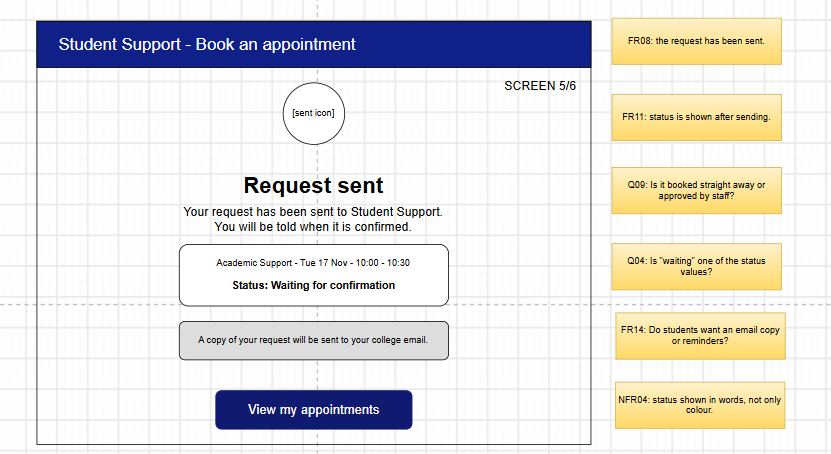 Student Support - Book an appointment
SCREEN 5/6
[sent icon]
Request sent
Your request has been sent to Student Support.
You will be told when it is confirmed.
Academic Support - Tue 17 Nov - 10:00 - 10:30
Status: Waiting for confirmation
A copy of your request will be sent to your college email.
View my appointments
FR08: the request has been sent.
FR11: status is shown after sending.
Q09: Is it booked straight away or
approved by staff?
Q04: Is "waiting" one of the status
values?
FR14: Do students want an email copy
or reminders?
NFR04: status shown in words, not only
colour.